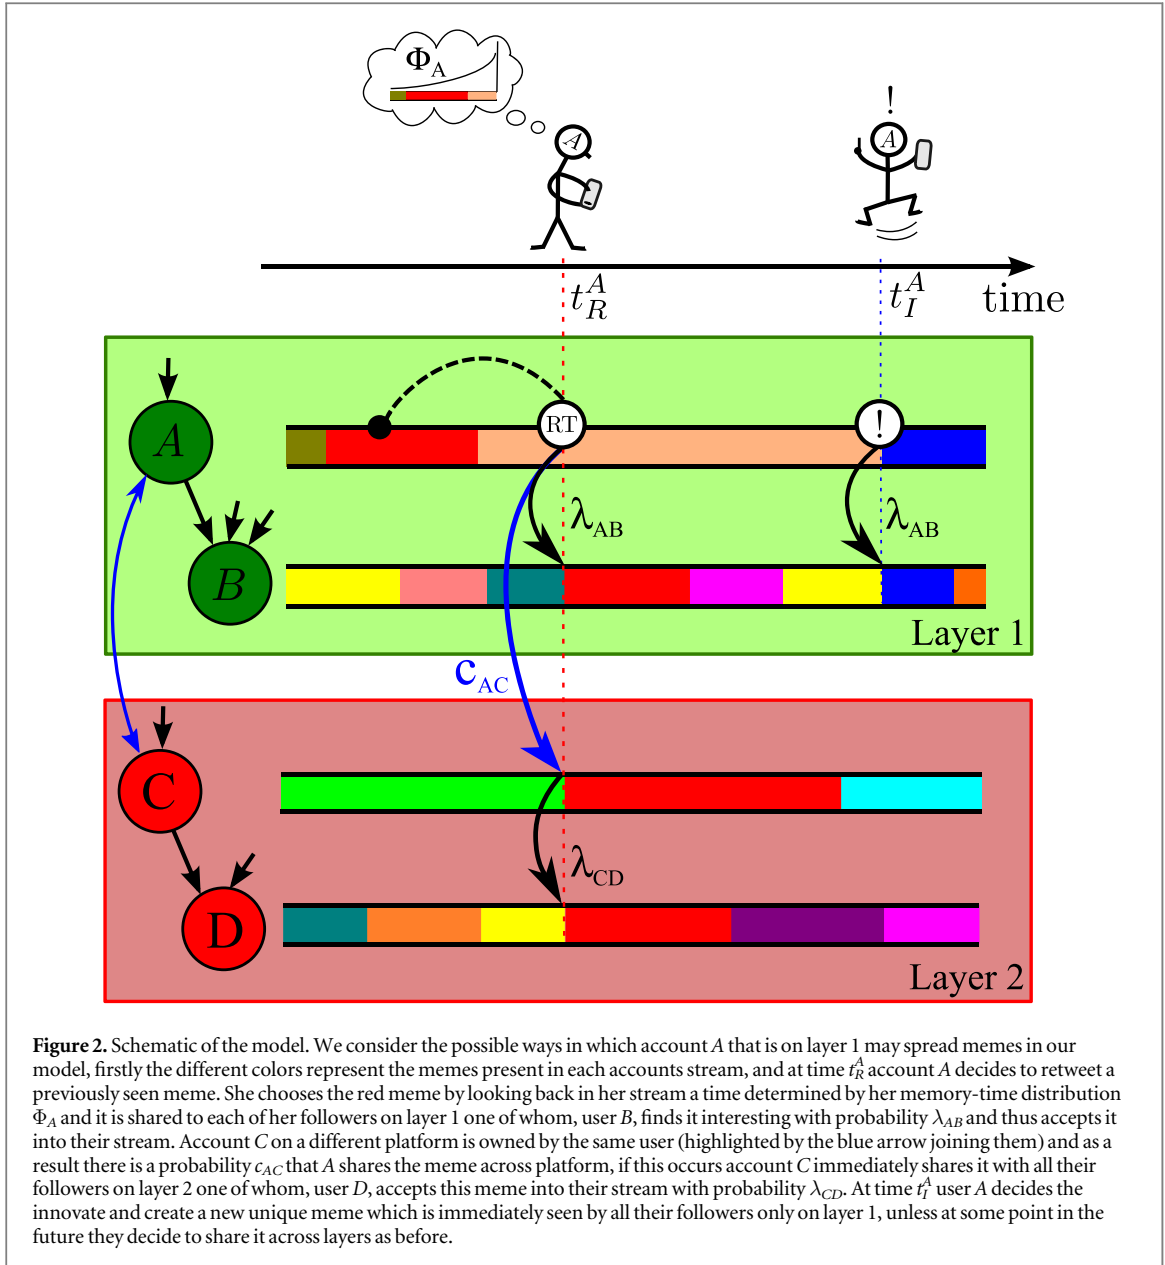 Φ_A
A
!
A
t_R^A
t_I^A
time
A
RT
!
λ_AB
λ_AB
B
Layer 1
c_AC
C
λ_CD
D
Layer 2
Figure 2. Schematic of the model. We consider the possible ways in which account A that is on layer 1 may spread memes in our
model, firstly the different colors represent the memes present in each accounts stream, and at time t_R^A account A decides to retweet a
previously seen meme. She chooses the red meme by looking back in her stream a time determined by her memory-time distribution
Φ_A and it is shared to each of her followers on layer 1 one of whom, user B, finds it interesting with probability λ_AB and thus accepts it
into their stream. Account C on a different platform is owned by the same user (highlighted by the blue arrow joining them) and as a
result there is a probability c_AC that A shares the meme across platform, if this occurs account C immediately shares it with all their
followers on layer 2 one of whom, user D, accepts this meme into their stream with probability λ_CD. At time t_I^A user A decides the
innovate and create a new unique meme which is immediately seen by all their followers only on layer 1, unless at some point in the
future they decide to share it across layers as before.